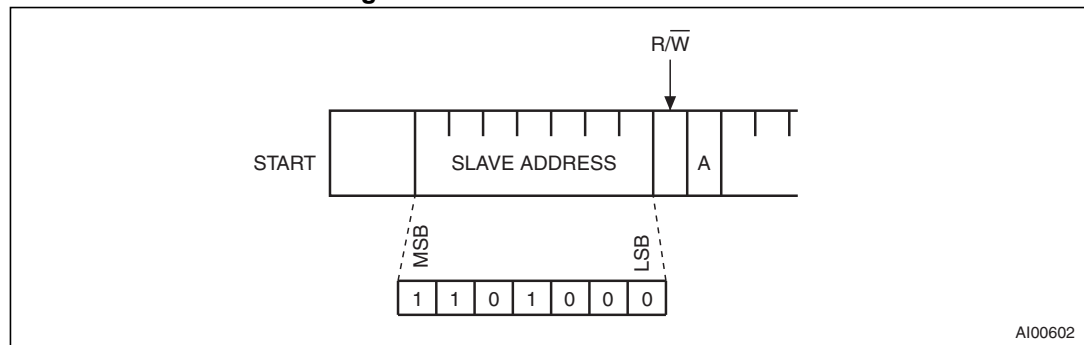 R/W̅
START
SLAVE ADDRESS
A
MSB
LSB
1 1 0 1 0 0 0
AI00602